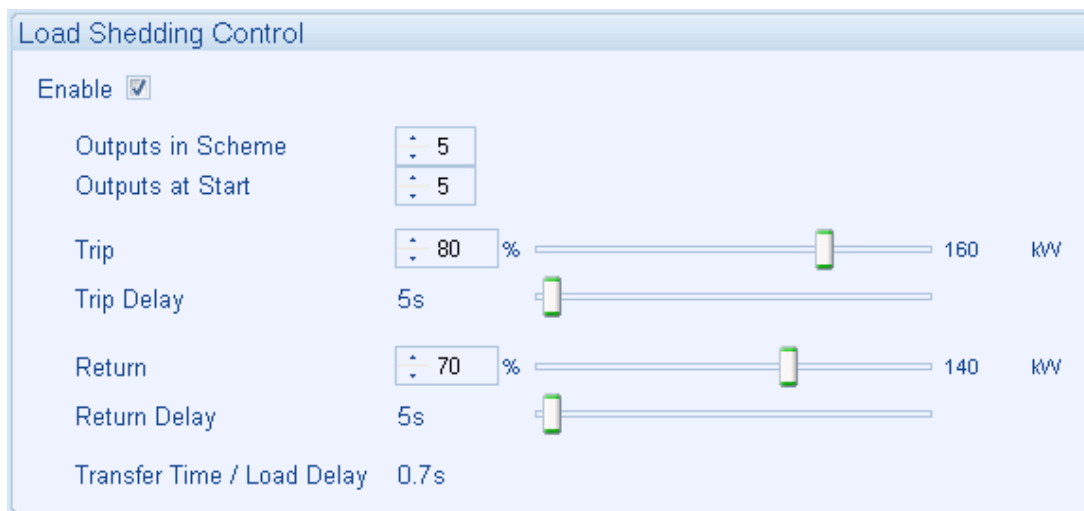 Load Shedding Control
Enable
Outputs in Scheme 5
Outputs at Start 5
Trip 80 % 160 kW
Trip Delay 5s
Return 70 % 140 kW
Return Delay 5s
Transfer Time / Load Delay 0.7s